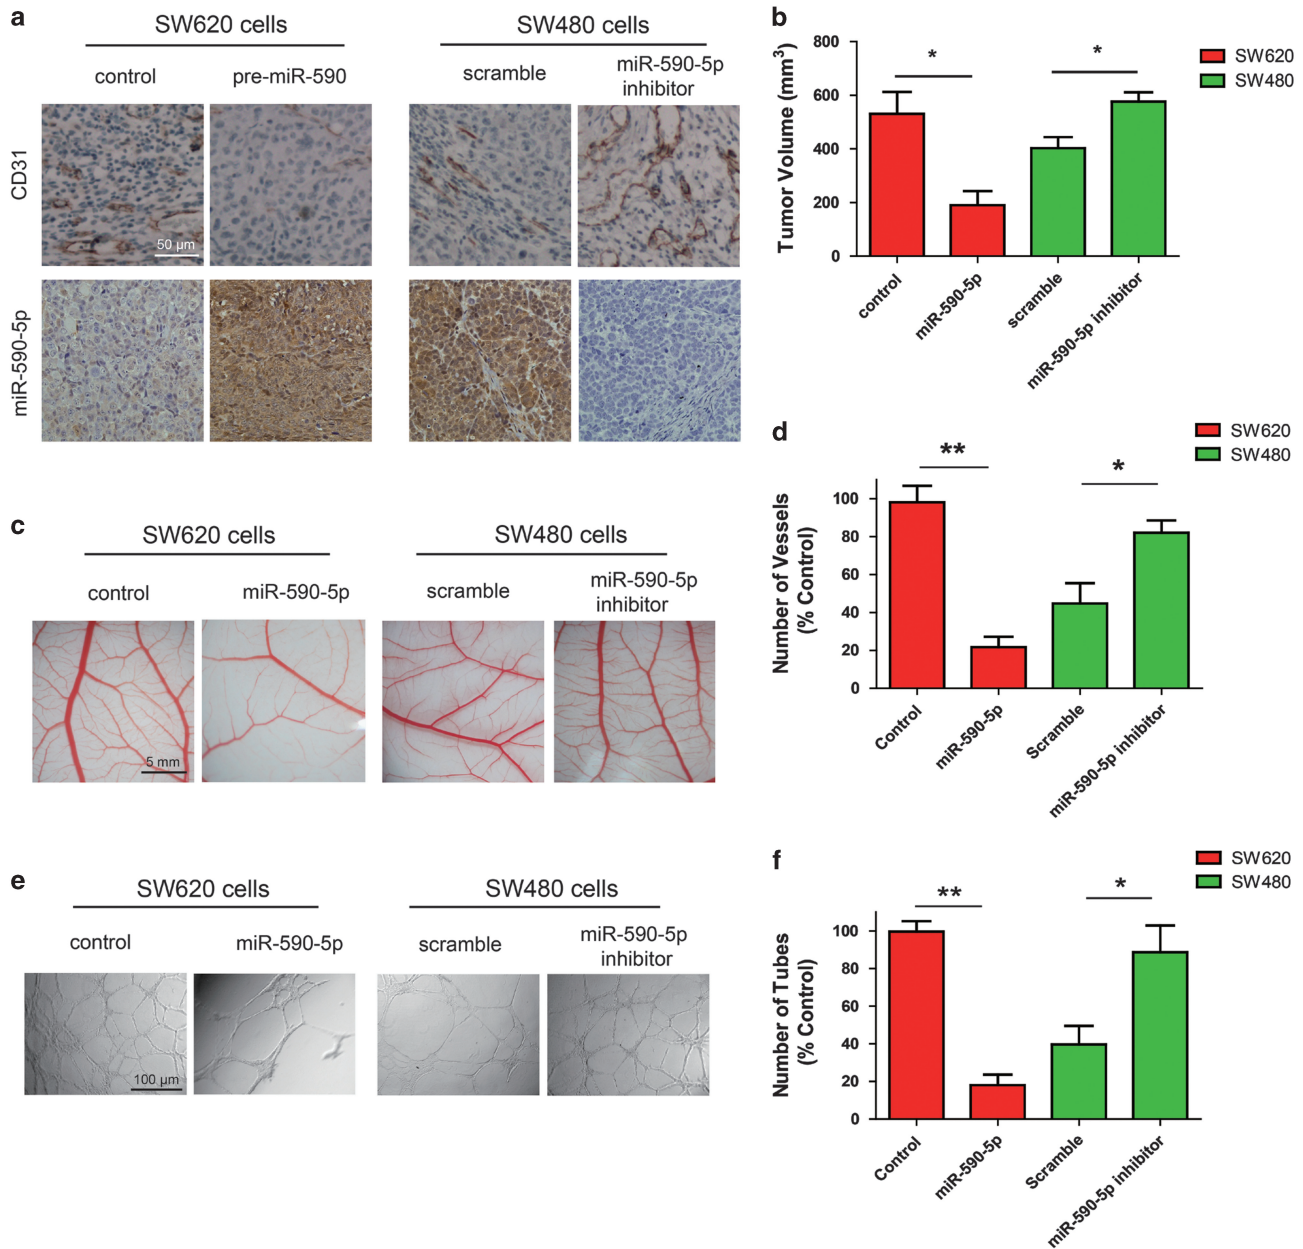 a
SW620 cells
SW480 cells
control
pre-miR-590
scramble
miR-590-5p
inhibitor
CD31
50 µm
miR-590-5p
b
Tumor Volume (mm³)
800
600
400
200
0
*
*
SW620
SW480
control
miR-590-5p
scramble
miR-590-5p inhibitor
c
SW620 cells
SW480 cells
control
miR-590-5p
scramble
miR-590-5p
inhibitor
5 mm
d
Number of Vessels
(% Control)
100
80
60
40
20
0
**
*
SW620
SW480
Control
miR-590-5p
Scramble
miR-590-5p inhibitor
e
SW620 cells
SW480 cells
control
miR-590-5p
scramble
miR-590-5p
inhibitor
100 µm
f
Number of Tubes
(% Control)
100
80
60
40
20
0
**
*
SW620
SW480
Control
miR-590-5p
Scramble
miR-590-5p inhibitor